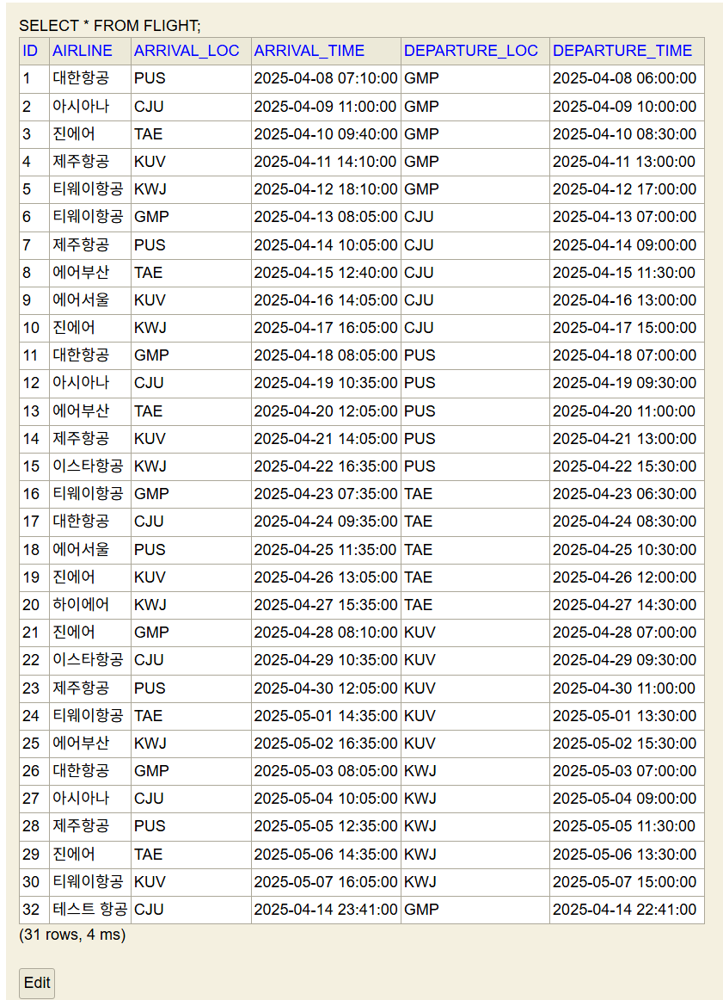 SELECT * FROM FLIGHT;
ID AIRLINE ARRIVAL_LOC ARRIVAL_TIME DEPARTURE_LOC DEPARTURE_TIME
1 대한항공 PUS 2025-04-08 07:10:00 GMP 2025-04-08 06:00:00
2 아시아나 CJU 2025-04-09 11:00:00 GMP 2025-04-09 10:00:00
3 진에어 TAE 2025-04-10 09:40:00 GMP 2025-04-10 08:30:00
4 제주항공 KUV 2025-04-11 14:10:00 GMP 2025-04-11 13:00:00
5 티웨이항공 KWJ 2025-04-12 18:10:00 GMP 2025-04-12 17:00:00
6 티웨이항공 GMP 2025-04-13 08:05:00 CJU 2025-04-13 07:00:00
7 제주항공 PUS 2025-04-14 10:05:00 CJU 2025-04-14 09:00:00
8 에어부산 TAE 2025-04-15 12:40:00 CJU 2025-04-15 11:30:00
9 에어서울 KUV 2025-04-16 14:05:00 CJU 2025-04-16 13:00:00
10 진에어 KWJ 2025-04-17 16:05:00 CJU 2025-04-17 15:00:00
11 대한항공 GMP 2025-04-18 08:05:00 PUS 2025-04-18 07:00:00
12 아시아나 CJU 2025-04-19 10:35:00 PUS 2025-04-19 09:30:00
13 에어부산 TAE 2025-04-20 12:05:00 PUS 2025-04-20 11:00:00
14 제주항공 KUV 2025-04-21 14:05:00 PUS 2025-04-21 13:00:00
15 이스타항공 KWJ 2025-04-22 16:35:00 PUS 2025-04-22 15:30:00
16 티웨이항공 GMP 2025-04-23 07:35:00 TAE 2025-04-23 06:30:00
17 대한항공 CJU 2025-04-24 09:35:00 TAE 2025-04-24 08:30:00
18 에어서울 PUS 2025-04-25 11:35:00 TAE 2025-04-25 10:30:00
19 진에어 KUV 2025-04-26 13:05:00 TAE 2025-04-26 12:00:00
20 하이에어 KWJ 2025-04-27 15:35:00 TAE 2025-04-27 14:30:00
21 진에어 GMP 2025-04-28 08:10:00 KUV 2025-04-28 07:00:00
22 이스타항공 CJU 2025-04-29 10:35:00 KUV 2025-04-29 09:30:00
23 제주항공 PUS 2025-04-30 12:05:00 KUV 2025-04-30 11:00:00
24 티웨이항공 TAE 2025-05-01 14:35:00 KUV 2025-05-01 13:30:00
25 에어부산 KWJ 2025-05-02 16:35:00 KUV 2025-05-02 15:30:00
26 대한항공 GMP 2025-05-03 08:05:00 KWJ 2025-05-03 07:00:00
27 아시아나 CJU 2025-05-04 10:05:00 KWJ 2025-05-04 09:00:00
28 제주항공 PUS 2025-05-05 12:35:00 KWJ 2025-05-05 11:30:00
29 진에어 TAE 2025-05-06 14:35:00 KWJ 2025-05-06 13:30:00
30 티웨이항공 KUV 2025-05-07 16:05:00 KWJ 2025-05-07 15:00:00
32 테스트 항공 CJU 2025-04-14 23:41:00 GMP 2025-04-14 22:41:00
(31 rows, 4 ms)
Edit